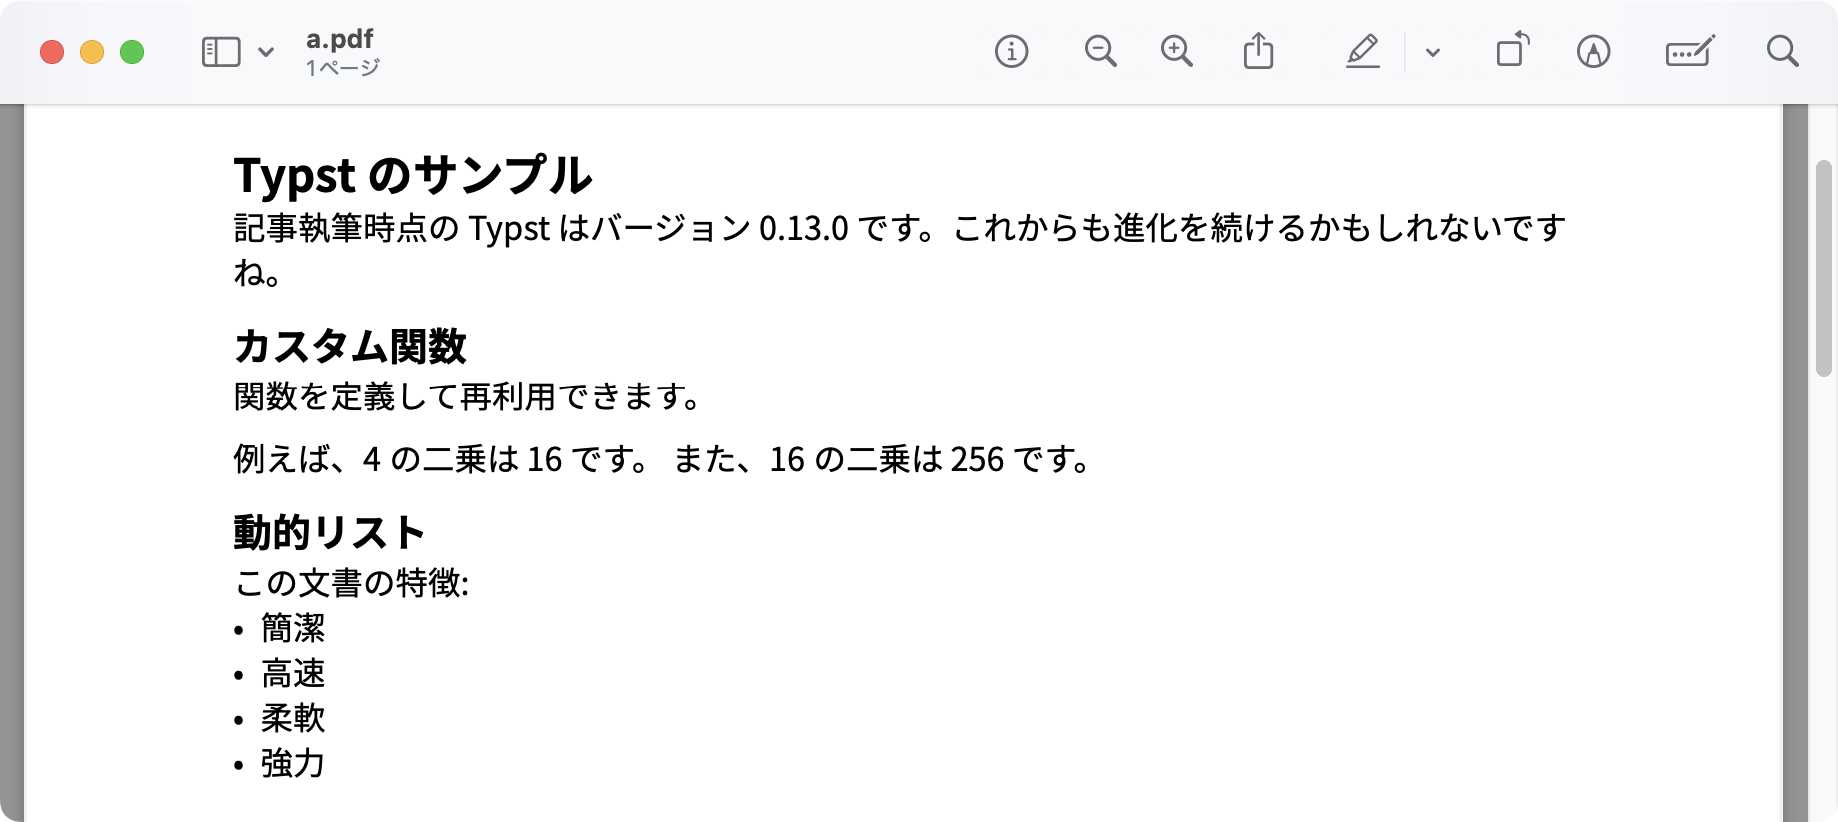 a.pdf
1ページ
Typst のサンプル
記事執筆時点の Typst はバージョン 0.13.0 です。これからも進化を続けるかもしれないです
ね。
カスタム関数
関数を定義して再利用できます。
例えば、4 の二乗は 16 です。 また、16 の二乗は 256 です。
動的リスト
この文書の特徴:
• 簡潔
• 高速
• 柔軟
• 強力